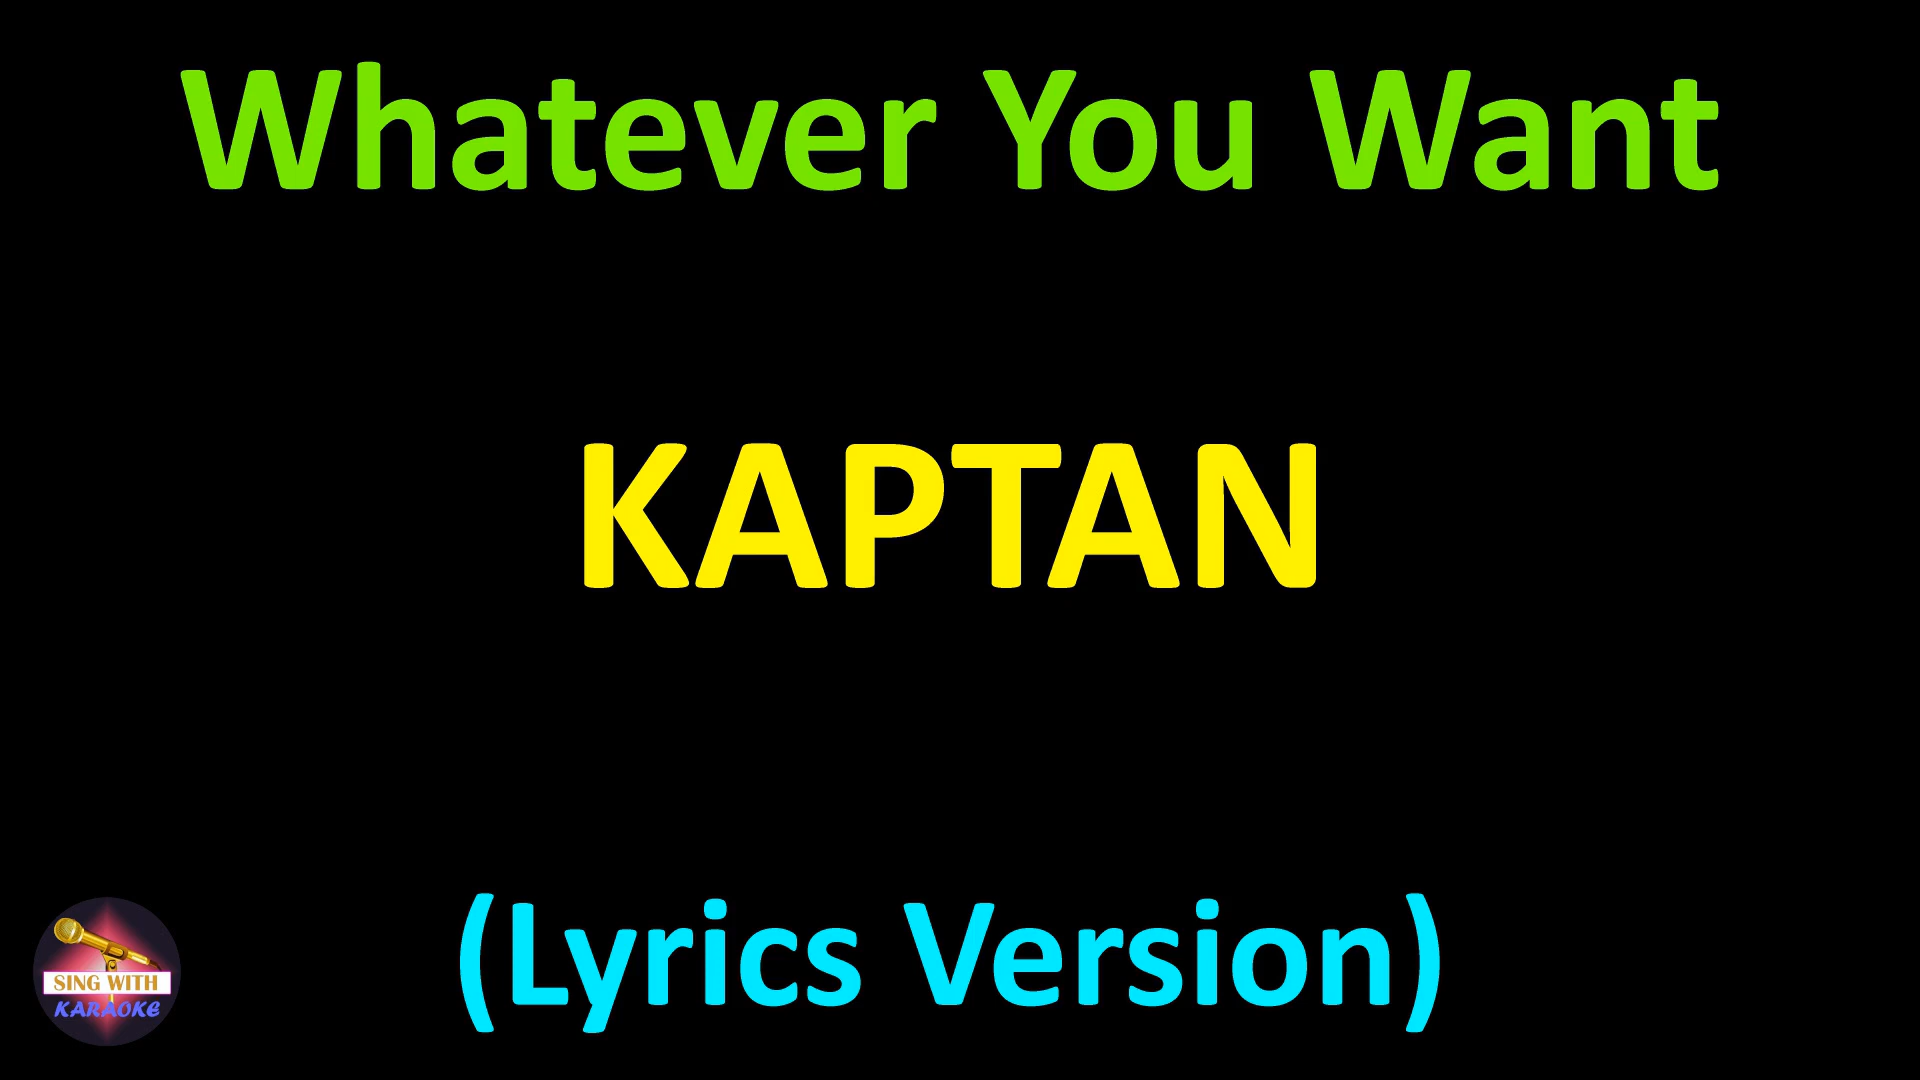 Whatever You Want
KAPTAN
(Lyrics Version)
SING WITH
KARAOKE